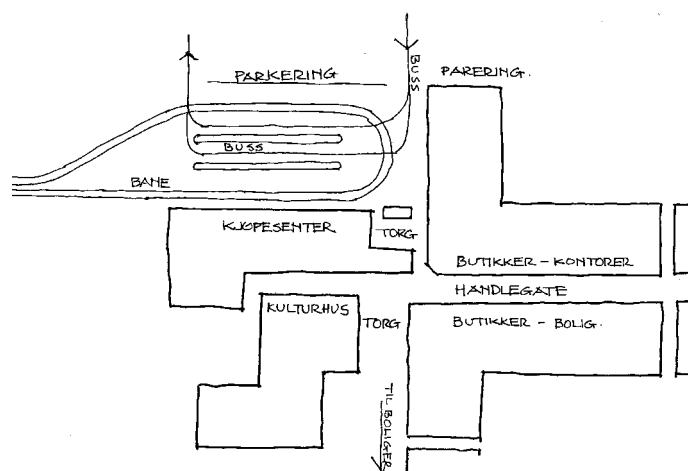 PARKERING
BUSS
PARERING.
BUSS
BANE
KJØPESENTER
TORG
BUTIKKER - KONTORER
HANDLEGATE
KULTURHUS
TORG
BUTIKKER - BOLIG.
TIL BOLIGER